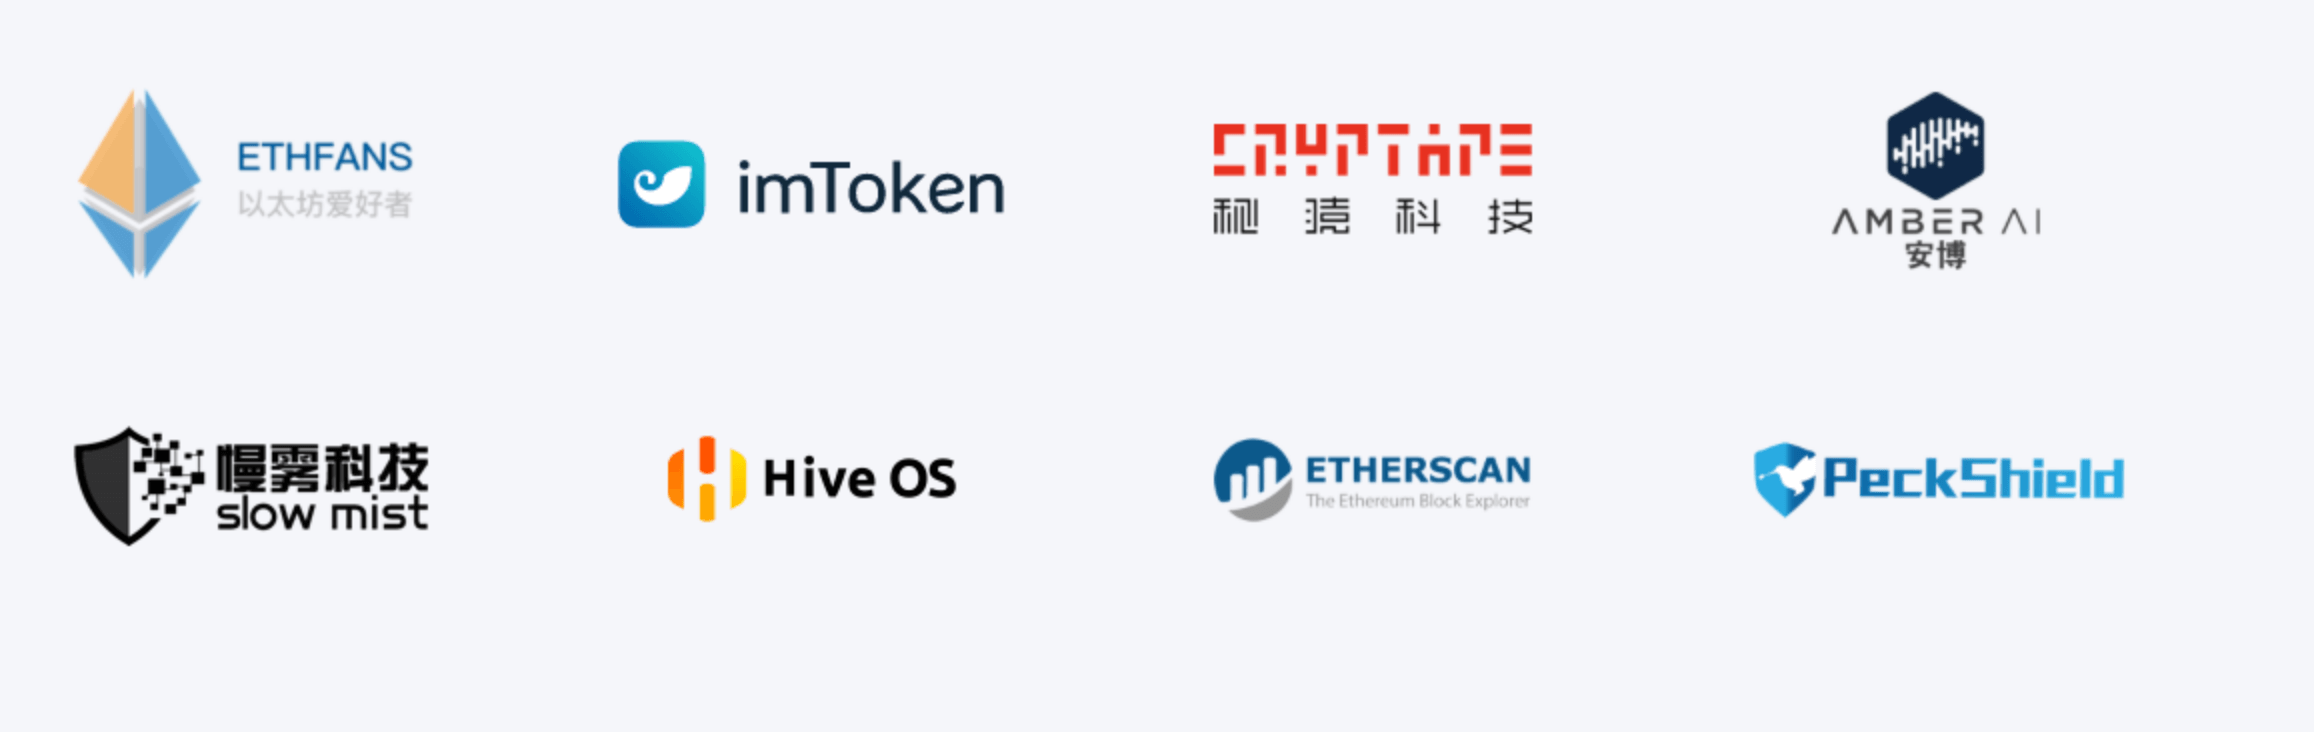 ETHFANS
以太坊爱好者
imToken
CRYPTAPE
秘猿科技
AMBER AI
安博
慢雾科技
slow mist
Hive OS
ETHERSCAN
The Ethereum Block Explorer
PeckShield